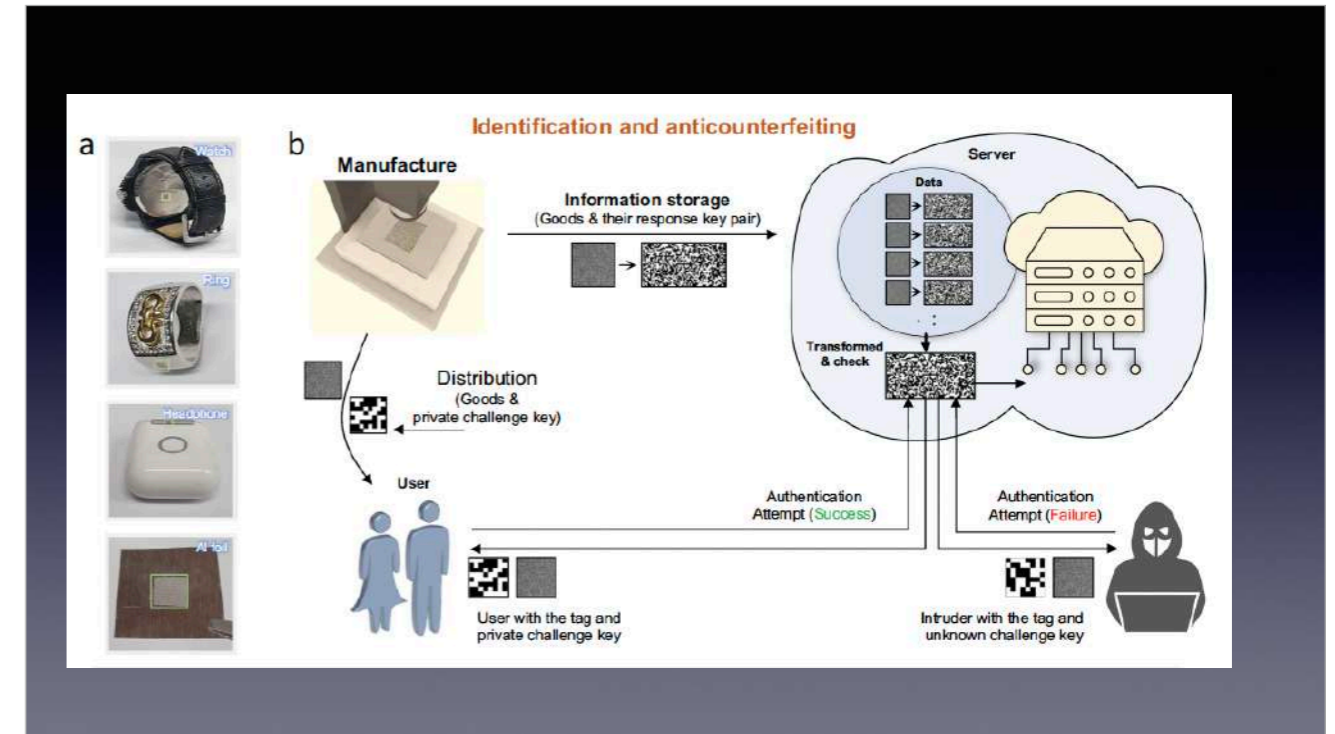 a
Watch
Ring
Headphone
Al foil
b
Identification and anticounterfeiting
Manufacture
Information storage
(Goods & their response key pair)
Server
Data
Transformed
& check
Distribution
(Goods &
private challenge key)
User
Authentication
Attempt (Success)
Authentication
Attempt (Failure)
User with the tag and
private challenge key
Intruder with the tag and
unknown challenge key